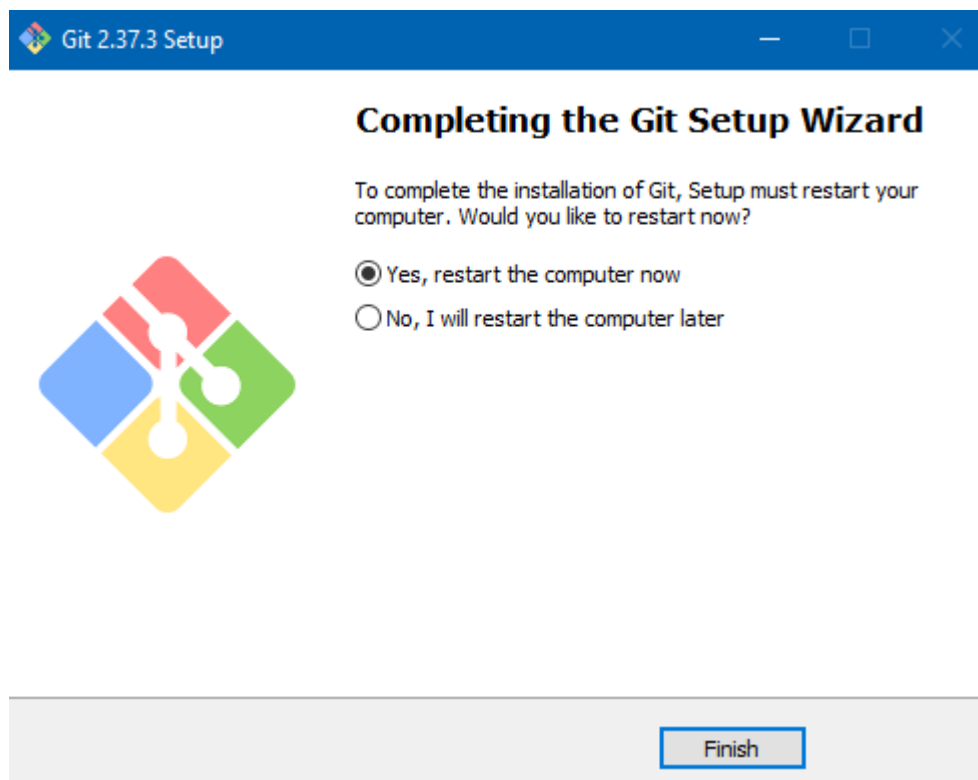 Git 2.37.3 Setup
Completing the Git Setup Wizard
To complete the installation of Git, Setup must restart your
computer. Would you like to restart now?
Yes, restart the computer now
No, I will restart the computer later
Finish